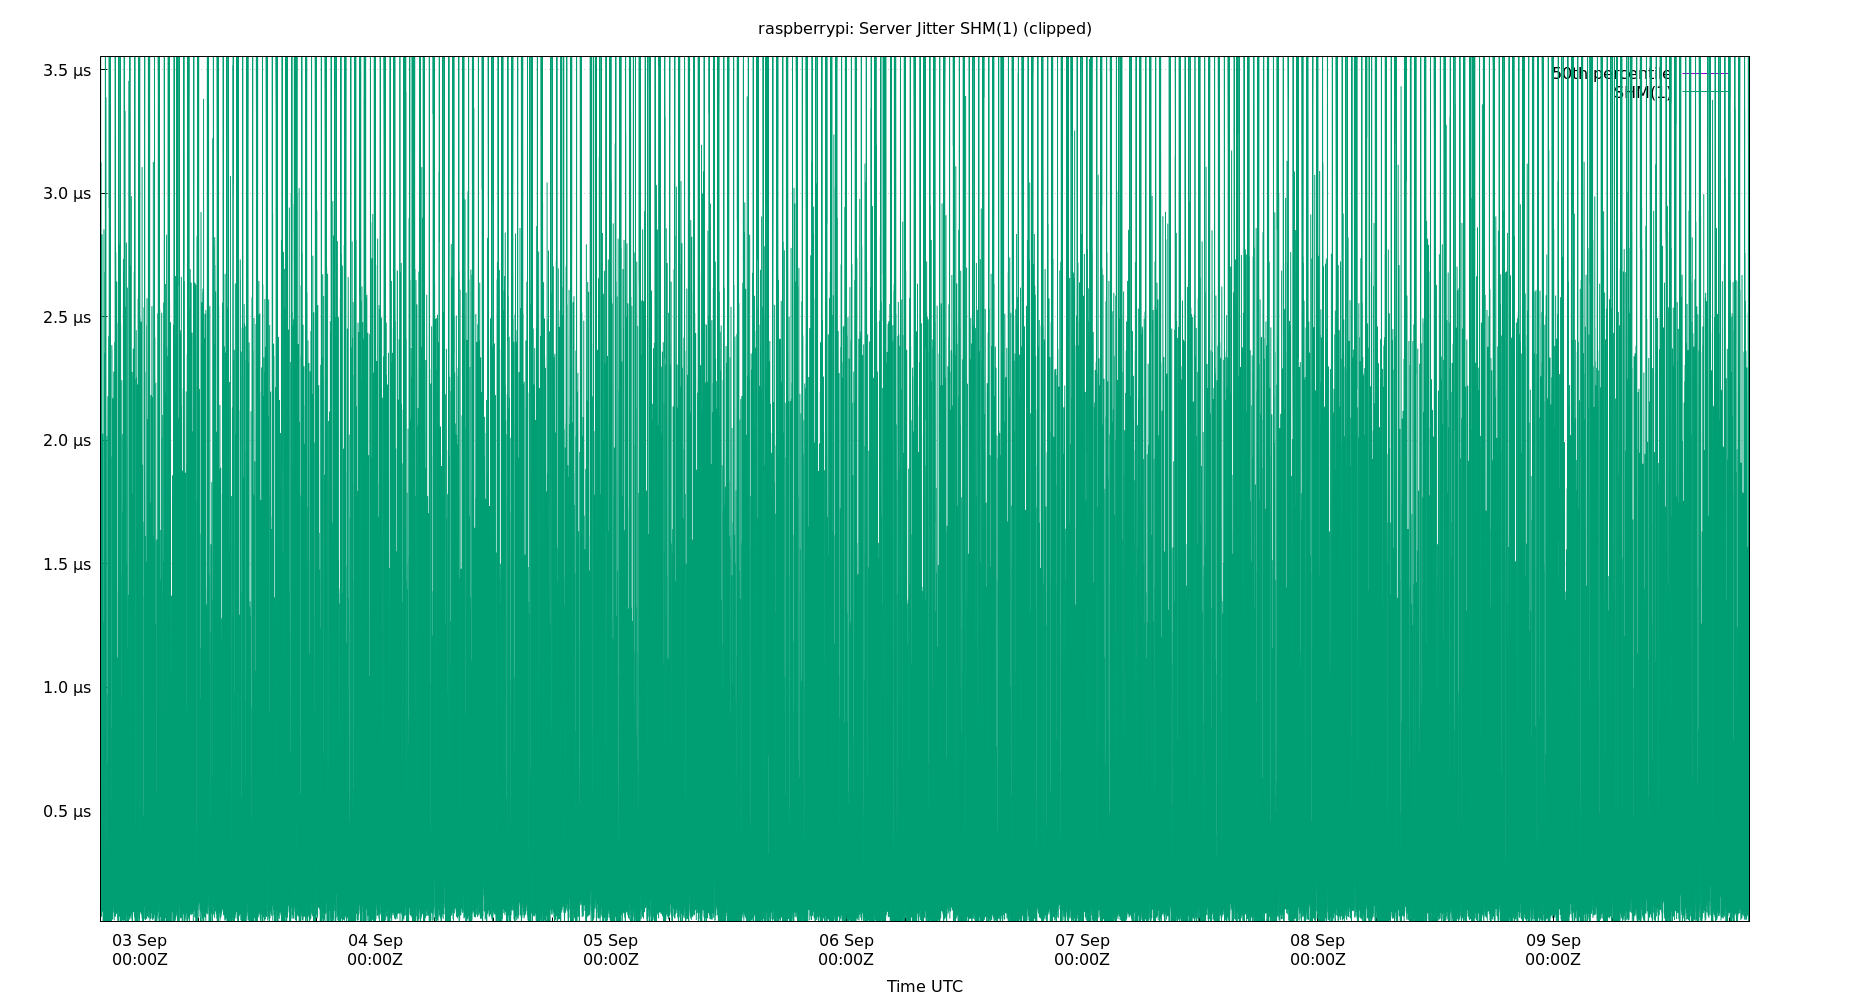 raspberrypi: Server Jitter SHM(1) (clipped)
50th percentile
SHM(1)
3.5 µs
3.0 µs
2.5 µs
2.0 µs
1.5 µs
1.0 µs
0.5 µs
03 Sep 04 Sep 05 Sep 06 Sep 07 Sep 08 Sep 09 Sep
00:00Z 00:00Z 00:00Z 00:00Z 00:00Z 00:00Z 00:00Z
Time UTC